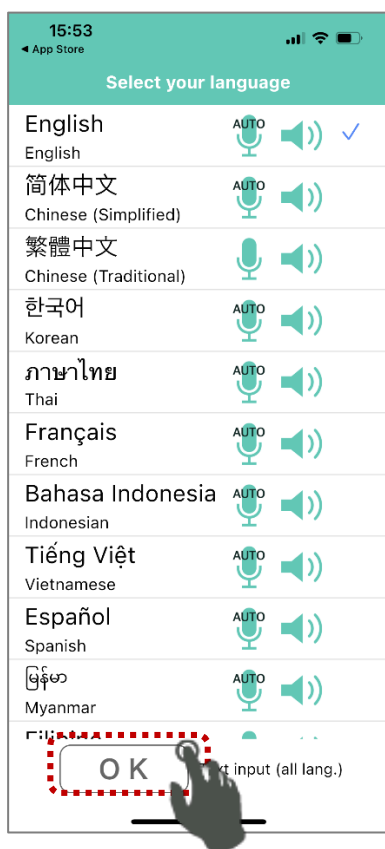 15:53
◀ App Store
Select your language
English
AUTO
English
简体中文
AUTO
Chinese (Simplified)
繁體中文
Chinese (Traditional)
한국어
AUTO
Korean
ภาษาไทย
AUTO
Thai
Français
AUTO
French
Bahasa Indonesia
AUTO
Indonesian
Tiếng Việt
AUTO
Vietnamese
Español
AUTO
Spanish
မြန်မာ
AUTO
Myanmar
OK
input (all lang.)